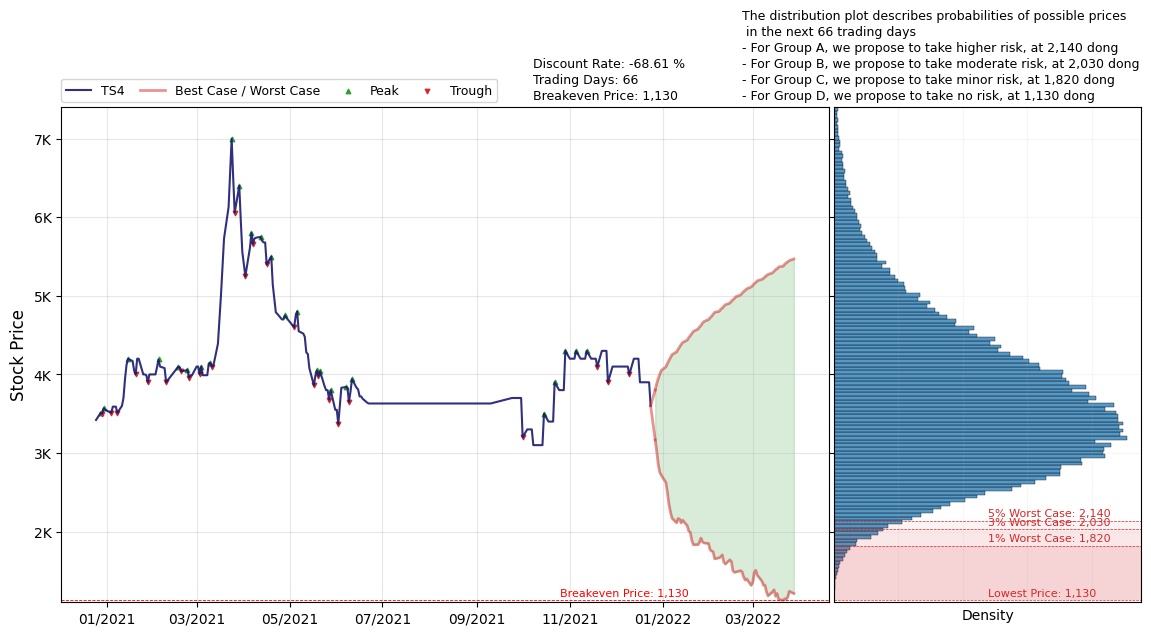 The distribution plot describes probabilities of possible prices
in the next 66 trading days
- For Group A, we propose to take higher risk, at 2,140 dong
- For Group B, we propose to take moderate risk, at 2,030 dong
- For Group C, we propose to take minor risk, at 1,820 dong
- For Group D, we propose to take no risk, at 1,130 dong
Discount Rate: -68.61 %
Trading Days: 66
Breakeven Price: 1,130
TS4 Best Case / Worst Case Peak Trough
Stock Price
7K
6K
5K
4K
3K
2K
Breakeven Price: 1,130
01/2021 03/2021 05/2021 07/2021 09/2021 11/2021 01/2022 03/2022
5% Worst Case: 2,140
3% Worst Case: 2,030
1% Worst Case: 1,820
Lowest Price: 1,130
Density